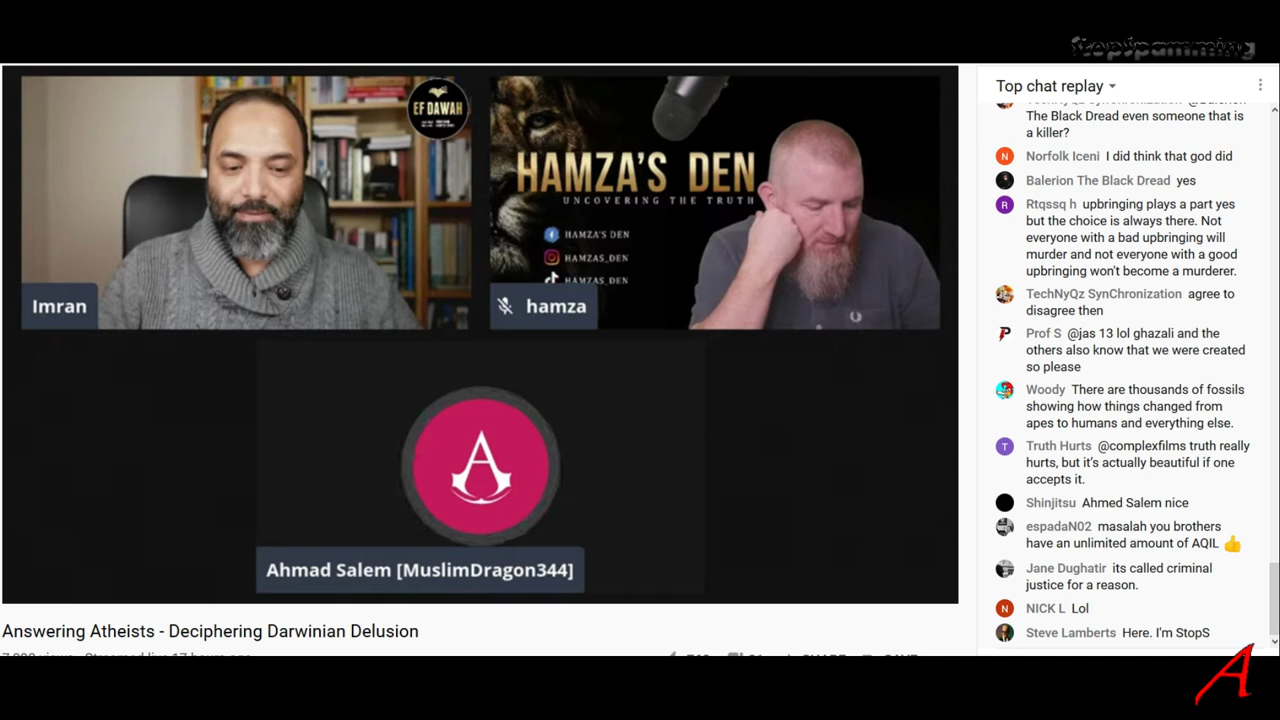 StopSpamming
EF DAWAH
HAMZA'S DEN
UNCOVERING THE TRUTH
HAMZA'S DEN
HAMZAS_DEN
HAMZAS_DEN
Imran
hamza
Ahmad Salem [MuslimDragon344]
Answering Atheists - Deciphering Darwinian Delusion
Top chat replay
The Black Dread even someone that is
a killer?
Norfolk Iceni I did think that god did
Balerion The Black Dread yes
Rtqssq h upbringing plays a part yes
but the choice is always there. Not
everyone with a bad upbringing will
murder and not everyone with a good
upbringing won't become a murderer.
TechNyQz SynChronization agree to
disagree then
Prof S @jas 13 lol ghazali and the
others also know that we were created
so please
Woody There are thousands of fossils
showing how things changed from
apes to humans and everything else.
Truth Hurts @complexfilms truth really
hurts, but it's actually beautiful if one
accepts it.
Shinjitsu Ahmed Salem nice
espadaN02 masalah you brothers
have an unlimited amount of AQIL
Jane Dughatir its called criminal
justice for a reason.
NICK L Lol
Steve Lamberts Here. I'm StopS
A